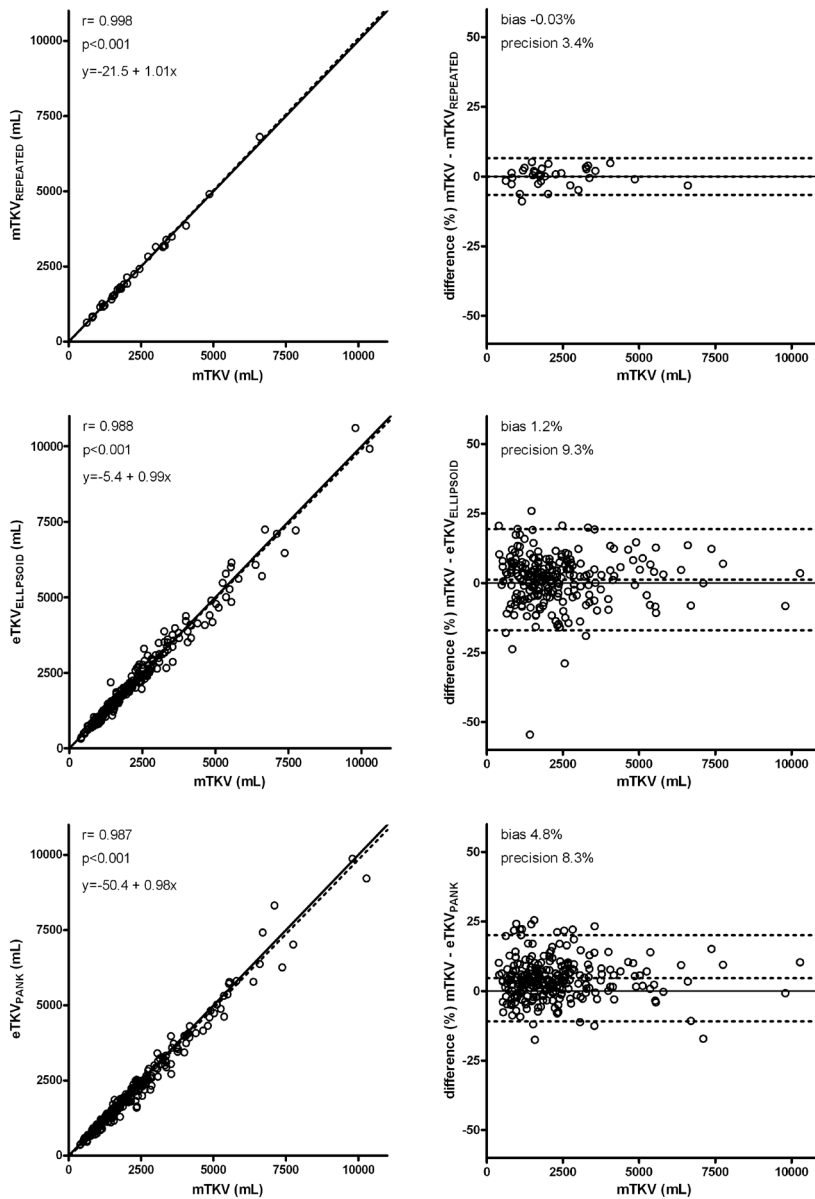 r= 0.998
p<0.001
y=-21.5 + 1.01x
10000
7500
5000
2500
0
mTKVREPEATED (mL)
0 2500 5000 7500 10000
mTKV (mL)
bias -0.03%
precision 3.4%
50
25
0
-25
-50
difference (%) mTKV - mTKVREPEATED
0 2500 5000 7500 10000
mTKV (mL)
r= 0.988
p<0.001
y=-5.4 + 0.99x
10000
7500
5000
2500
0
eTKVELLIPSOID (mL)
0 2500 5000 7500 10000
mTKV (mL)
bias 1.2%
precision 9.3%
50
25
0
-25
-50
difference (%) mTKV - eTKVELLIPSOID
0 2500 5000 7500 10000
mTKV (mL)
r= 0.987
p<0.001
y=-50.4 + 0.98x
10000
7500
5000
2500
0
eTKVPANK (mL)
0 2500 5000 7500 10000
mTKV (mL)
bias 4.8%
precision 8.3%
50
25
0
-25
-50
difference (%) mTKV - eTKVPANK
0 2500 5000 7500 10000
mTKV (mL)